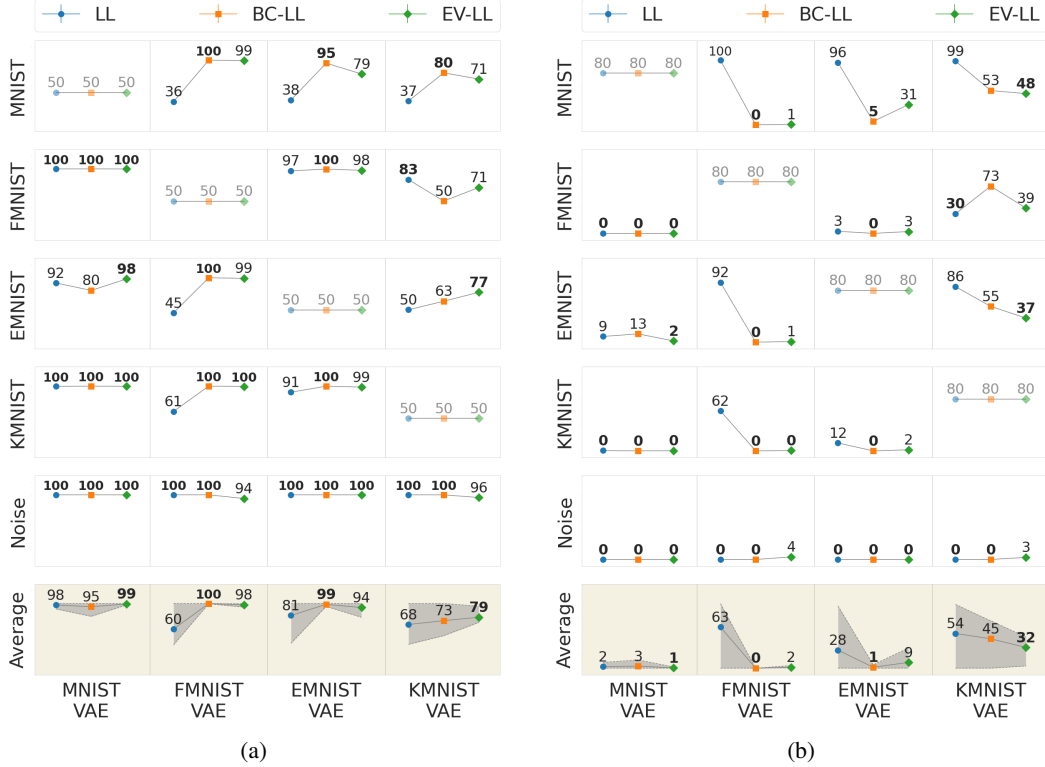 LL BC-LL EV-LL LL BC-LL EV-LL
MNIST 50 50 50 36 100 99 38 95 79 37 80 71
MNIST 80 80 80 100 0 1 96 5 31 99 53 48
FMNIST 100 100 100 50 50 50 97 100 98 83 50 71
FMNIST 0 0 0 80 80 80 3 0 3 30 73 39
EMNIST 92 80 98 45 100 99 50 50 50 50 63 77
EMNIST 9 13 2 92 0 1 80 80 80 86 55 37
KMNIST 100 100 100 61 100 100 91 100 99 50 50 50
KMNIST 0 0 0 62 0 0 12 0 2 80 80 80
Noise 100 100 100 100 100 94 100 100 100 100 100 96
Noise 0 0 0 0 0 4 0 0 0 0 0 3
Average 98 95 99 60 100 98 81 99 94 68 73 79
Average 2 3 1 63 0 2 28 1 9 54 45 32
MNIST FMNIST EMNIST KMNIST MNIST FMNIST EMNIST KMNIST
VAE VAE VAE VAE VAE VAE VAE VAE
(a) (b)